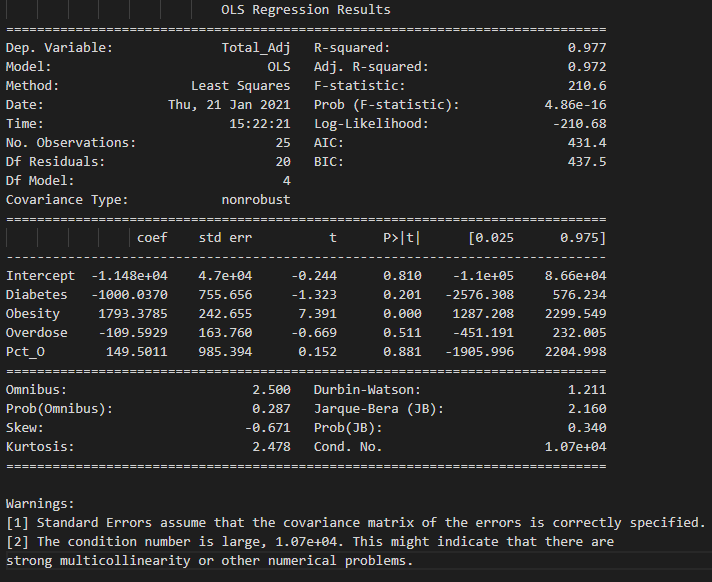 OLS Regression Results
==============================================================================
Dep. Variable:              Total_Adj   R-squared:                       0.977
Model:                            OLS   Adj. R-squared:                  0.972
Method:                 Least Squares   F-statistic:                     210.6
Date:                Thu, 21 Jan 2021   Prob (F-statistic):           4.86e-16
Time:                        15:22:21   Log-Likelihood:                -210.68
No. Observations:                  25   AIC:                             431.4
Df Residuals:                      20   BIC:                             437.5
Df Model:                           4
Covariance Type:            nonrobust
==============================================================================
                 coef    std err          t      P>|t|      [0.025      0.975]
------------------------------------------------------------------------------
Intercept  -1.148e+04    4.7e+04     -0.244      0.810    -1.1e+05    8.66e+04
Diabetes   -1000.0370    755.656     -1.323      0.201   -2576.308     576.234
Obesity     1793.3785    242.655      7.391      0.000    1287.208    2299.549
Overdose    -109.5929    163.760     -0.669      0.511    -451.191     232.005
Pct_O        149.5011    985.394      0.152      0.881   -1905.996    2204.998
==============================================================================
Omnibus:                        2.500   Durbin-Watson:                   1.211
Prob(Omnibus):                  0.287   Jarque-Bera (JB):                2.160
Skew:                          -0.671   Prob(JB):                        0.340
Kurtosis:                       2.478   Cond. No.                     1.07e+04
==============================================================================
Warnings:
[1] Standard Errors assume that the covariance matrix of the errors is correctly specified.
[2] The condition number is large, 1.07e+04. This might indicate that there are
strong multicollinearity or other numerical problems.